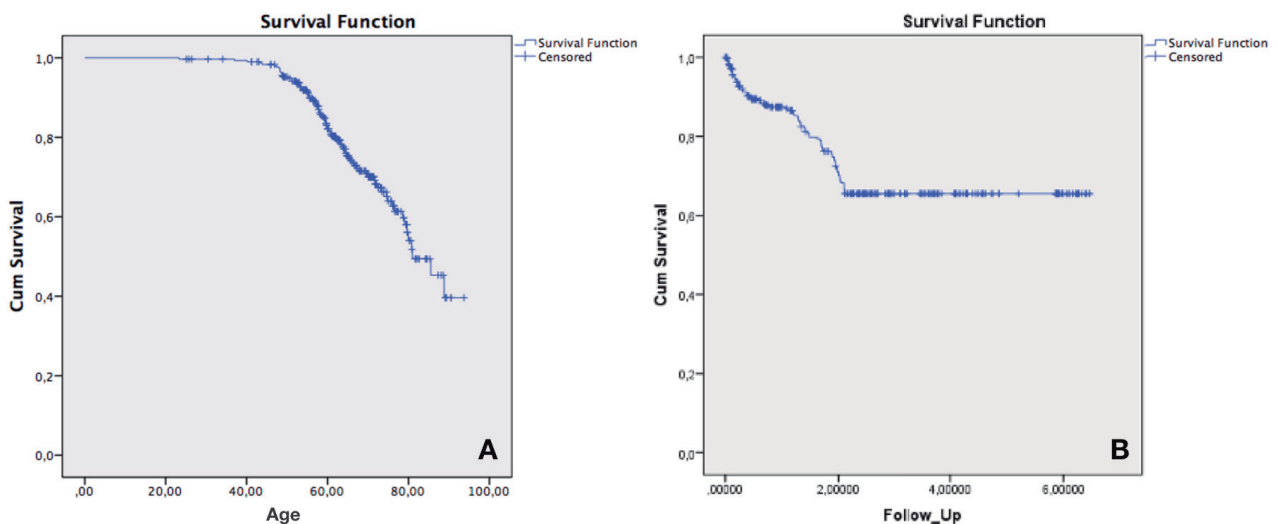 Survival Function
Survival Function
Censored
Cum Survival
1,0
0,8
0,6
0,4
0,2
0,0
,00
20,00
40,00
60,00
80,00
100,00
Age
A
Survival Function
Survival Function
Censored
Cum Survival
1,0
0,8
0,6
0,4
0,2
0,0
,00000
2,00000
4,00000
6,00000
Follow_Up
B